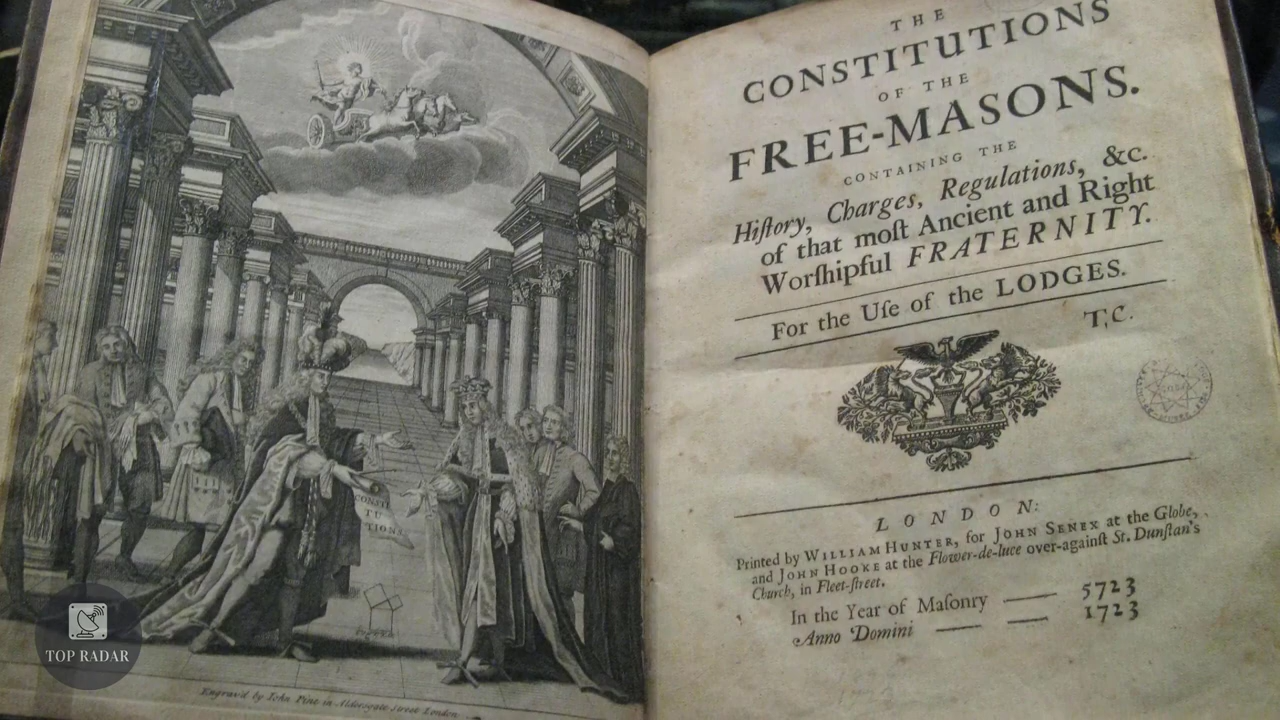 CONSTI
TU
TIONS
Engrav'd by John Pine in Aldersgate Street London
THE
CONSTITUTIONS
OF THE
FREE-MASONS.
CONTAINING THE
Hiſtory, Charges, Regulations, &c.
of that moſt Ancient and Right
Worſhipful FRATERNITY.
For the Uſe of the LODGES.
T.C.
LONDON:
Printed by WILLIAM HUNTER, for JOHN SENEX at the Globe,
and JOHN HOOKE at the Flower-de-luce over-againſt St. Dunſtan's
Church, in Fleet-ſtreet.
In the Year of Maſonry —— 5723
Anno Domini —— —— 1723
TOP RADAR